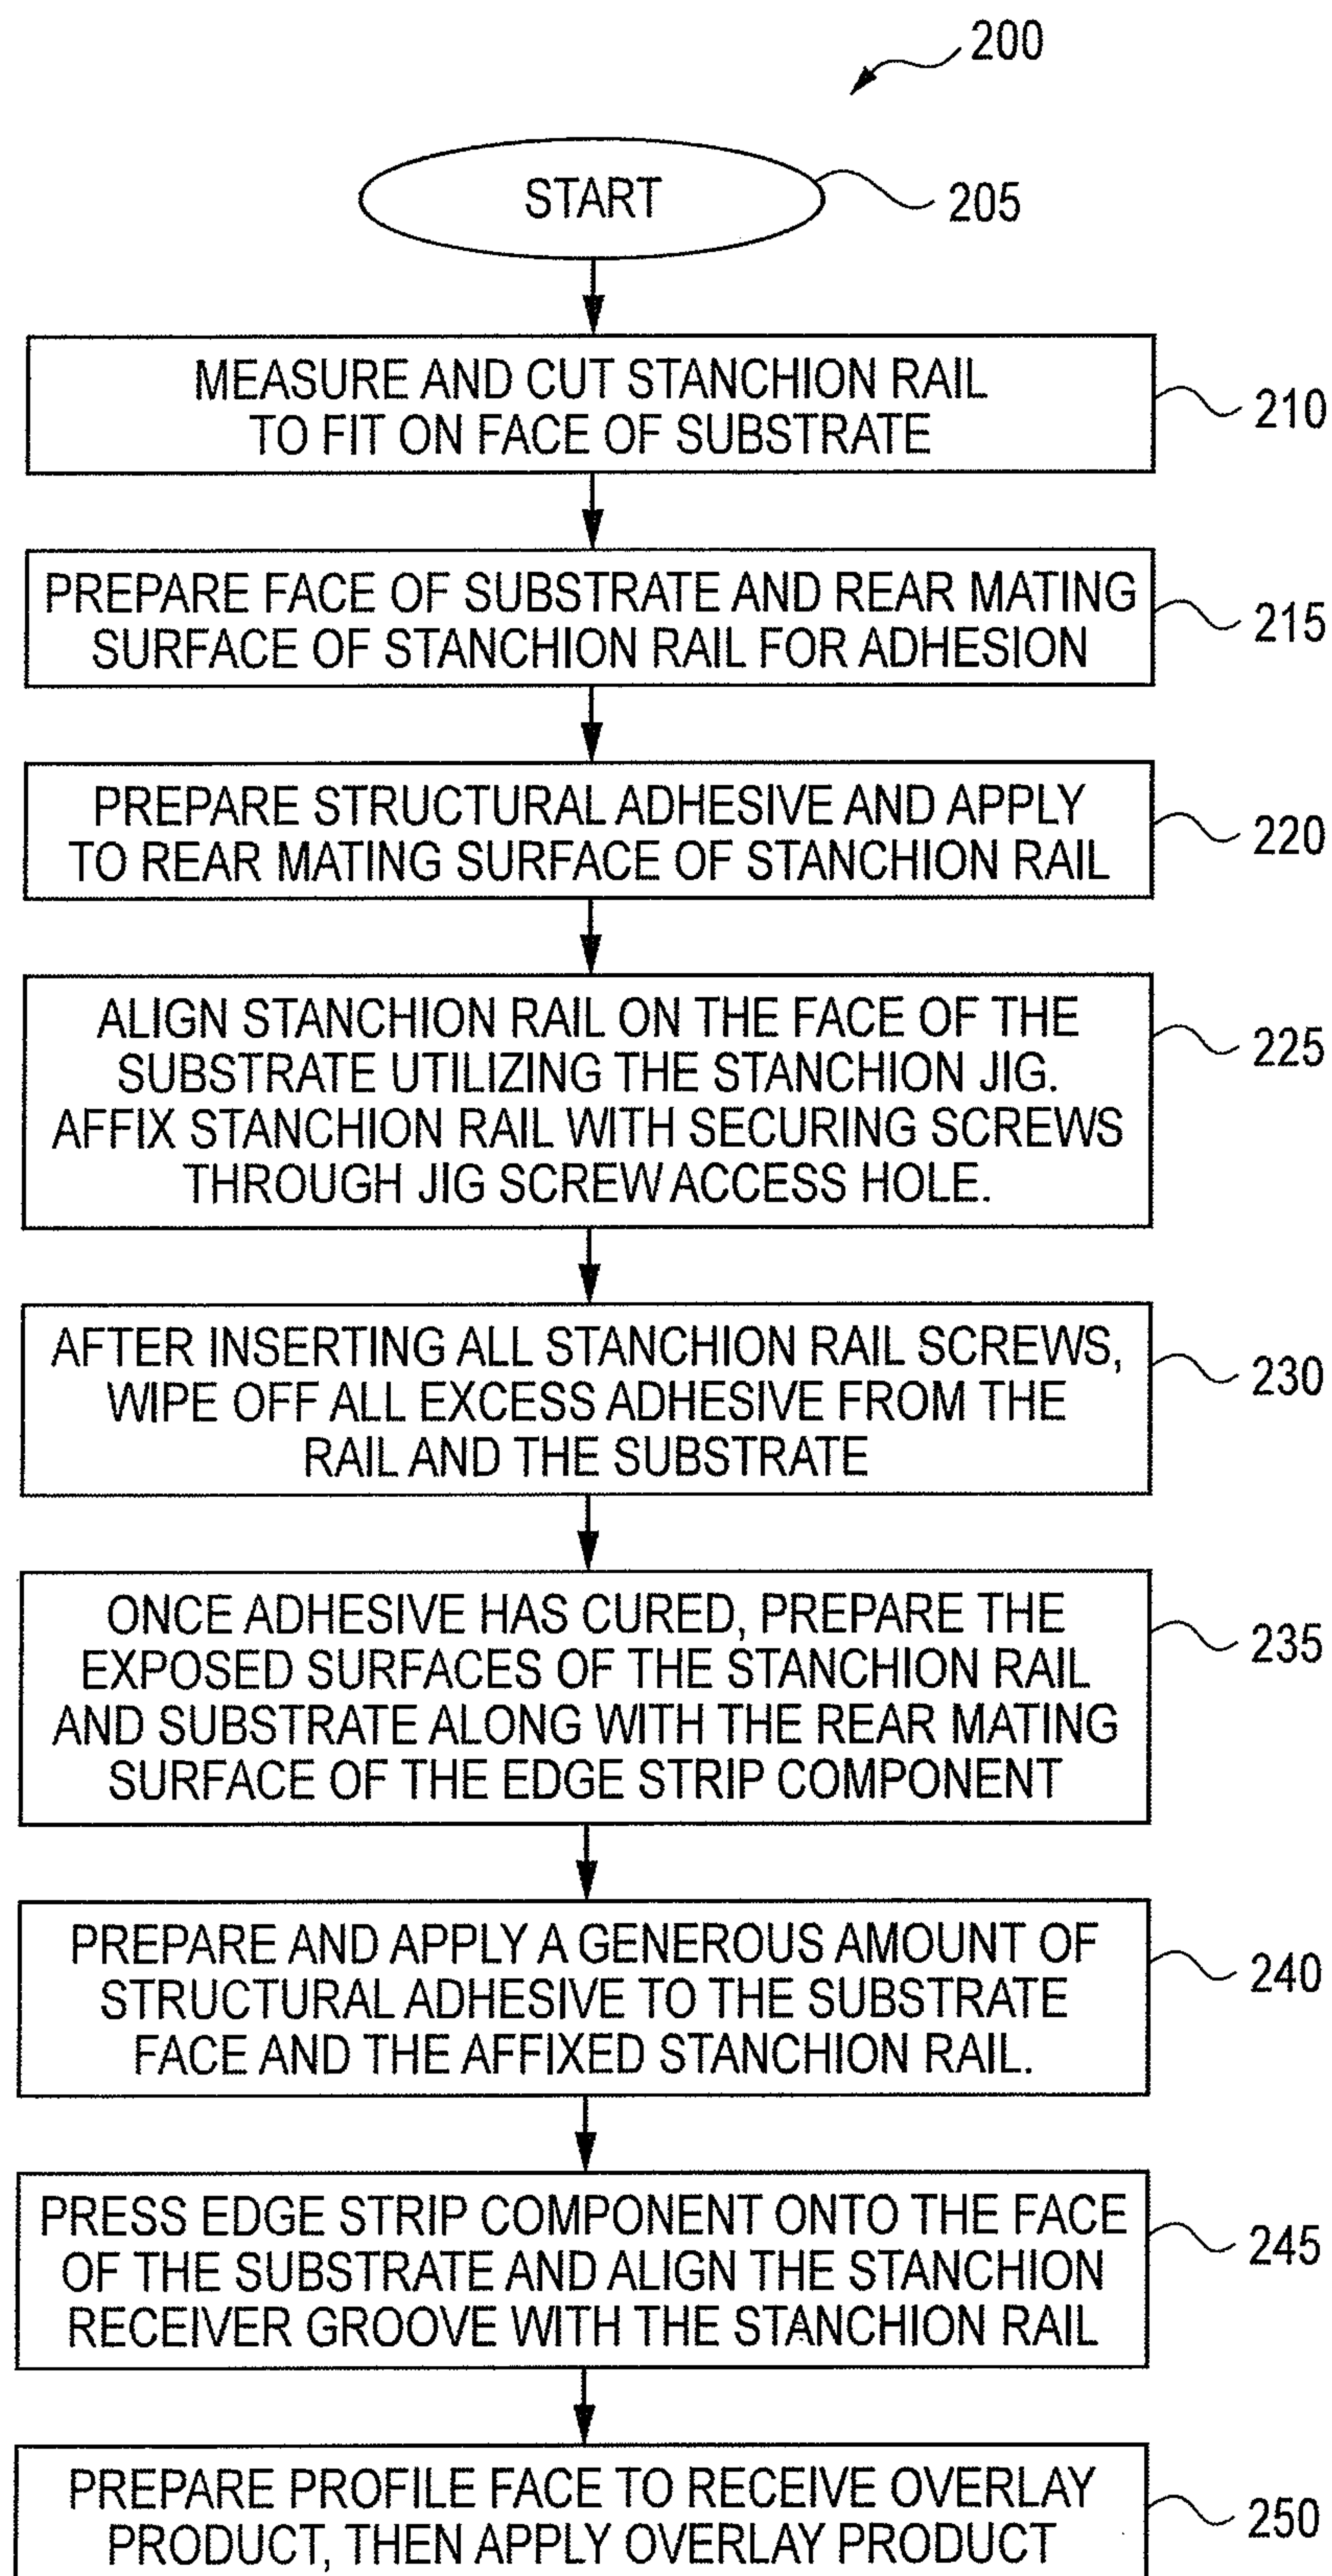 200
START
205
MEASURE AND CUT STANCHION RAIL
TO FIT ON FACE OF SUBSTRATE
210
PREPARE FACE OF SUBSTRATE AND REAR MATING
SURFACE OF STANCHION RAIL FOR ADHESION
215
PREPARE STRUCTURAL ADHESIVE AND APPLY
TO REAR MATING SURFACE OF STANCHION RAIL
220
ALIGN STANCHION RAIL ON THE FACE OF THE
SUBSTRATE UTILIZING THE STANCHION JIG.
AFFIX STANCHION RAIL WITH SECURING SCREWS
THROUGH JIG SCREW ACCESS HOLE.
225
AFTER INSERTING ALL STANCHION RAIL SCREWS,
WIPE OFF ALL EXCESS ADHESIVE FROM THE
RAIL AND THE SUBSTRATE
230
ONCE ADHESIVE HAS CURED, PREPARE THE
EXPOSED SURFACES OF THE STANCHION RAIL
AND SUBSTRATE ALONG WITH THE REAR MATING
SURFACE OF THE EDGE STRIP COMPONENT
235
PREPARE AND APPLY A GENEROUS AMOUNT OF
STRUCTURAL ADHESIVE TO THE SUBSTRATE
FACE AND THE AFFIXED STANCHION RAIL.
240
PRESS EDGE STRIP COMPONENT ONTO THE FACE
OF THE SUBSTRATE AND ALIGN THE STANCHION
RECEIVER GROOVE WITH THE STANCHION RAIL
245
PREPARE PROFILE FACE TO RECEIVE OVERLAY
PRODUCT, THEN APPLY OVERLAY PRODUCT
250